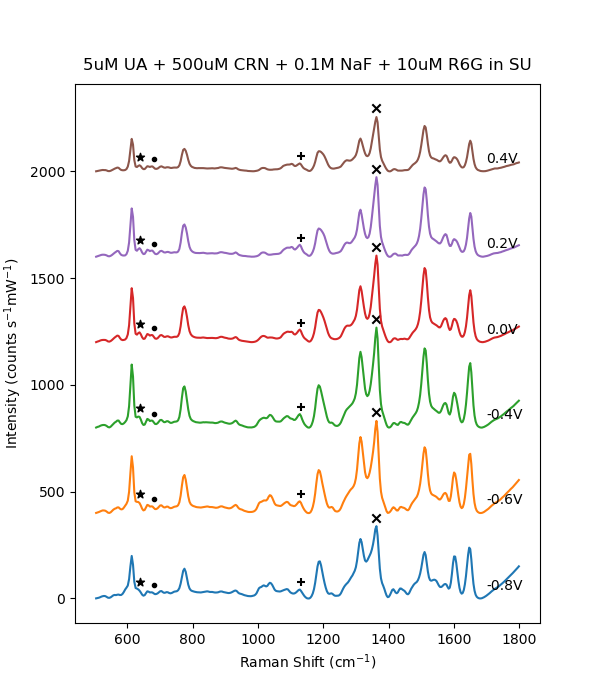 5uM UA + 500uM CRN + 0.1M NaF + 10uM R6G in SU
Intensity (counts s⁻¹mW⁻¹)
2000
1500
1000
500
0
0.4V
0.2V
0.0V
-0.4V
-0.6V
-0.8V
600 800 1000 1200 1400 1600 1800
Raman Shift (cm⁻¹)